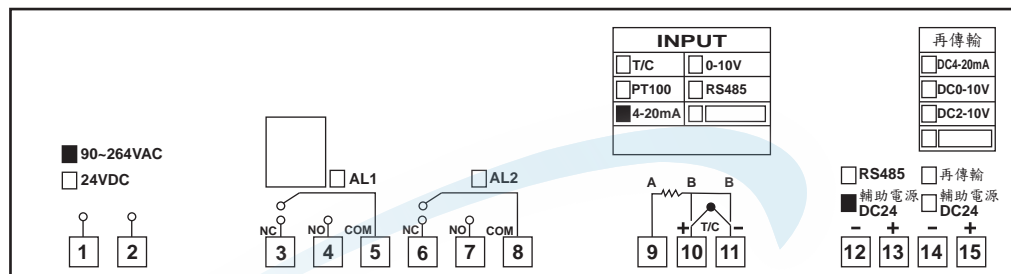 INPUT
T/C 0-10V
PT100 RS485
4-20mA
再傳輸
DC4-20mA
DC0-10V
DC2-10V
90~264VAC
24VDC
AL1 AL2
A B B
RS485 再傳輸
輔助電源 輔助電源
DC24 DC24
NC NO COM NC NO COM + T/C − − + − +
1 2 3 4 5 6 7 8 9 10 11 12 13 14 15